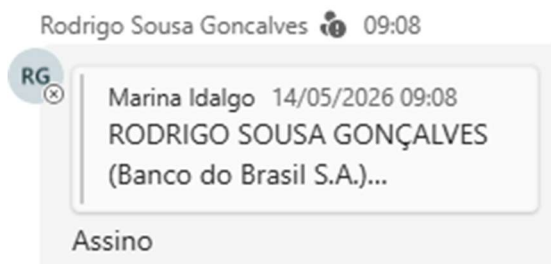 Rodrigo Sousa Goncalves 09:08
RG
Marina Idalgo 14/05/2026 09:08
RODRIGO SOUSA GONÇALVES
(Banco do Brasil S.A.)...
Assino